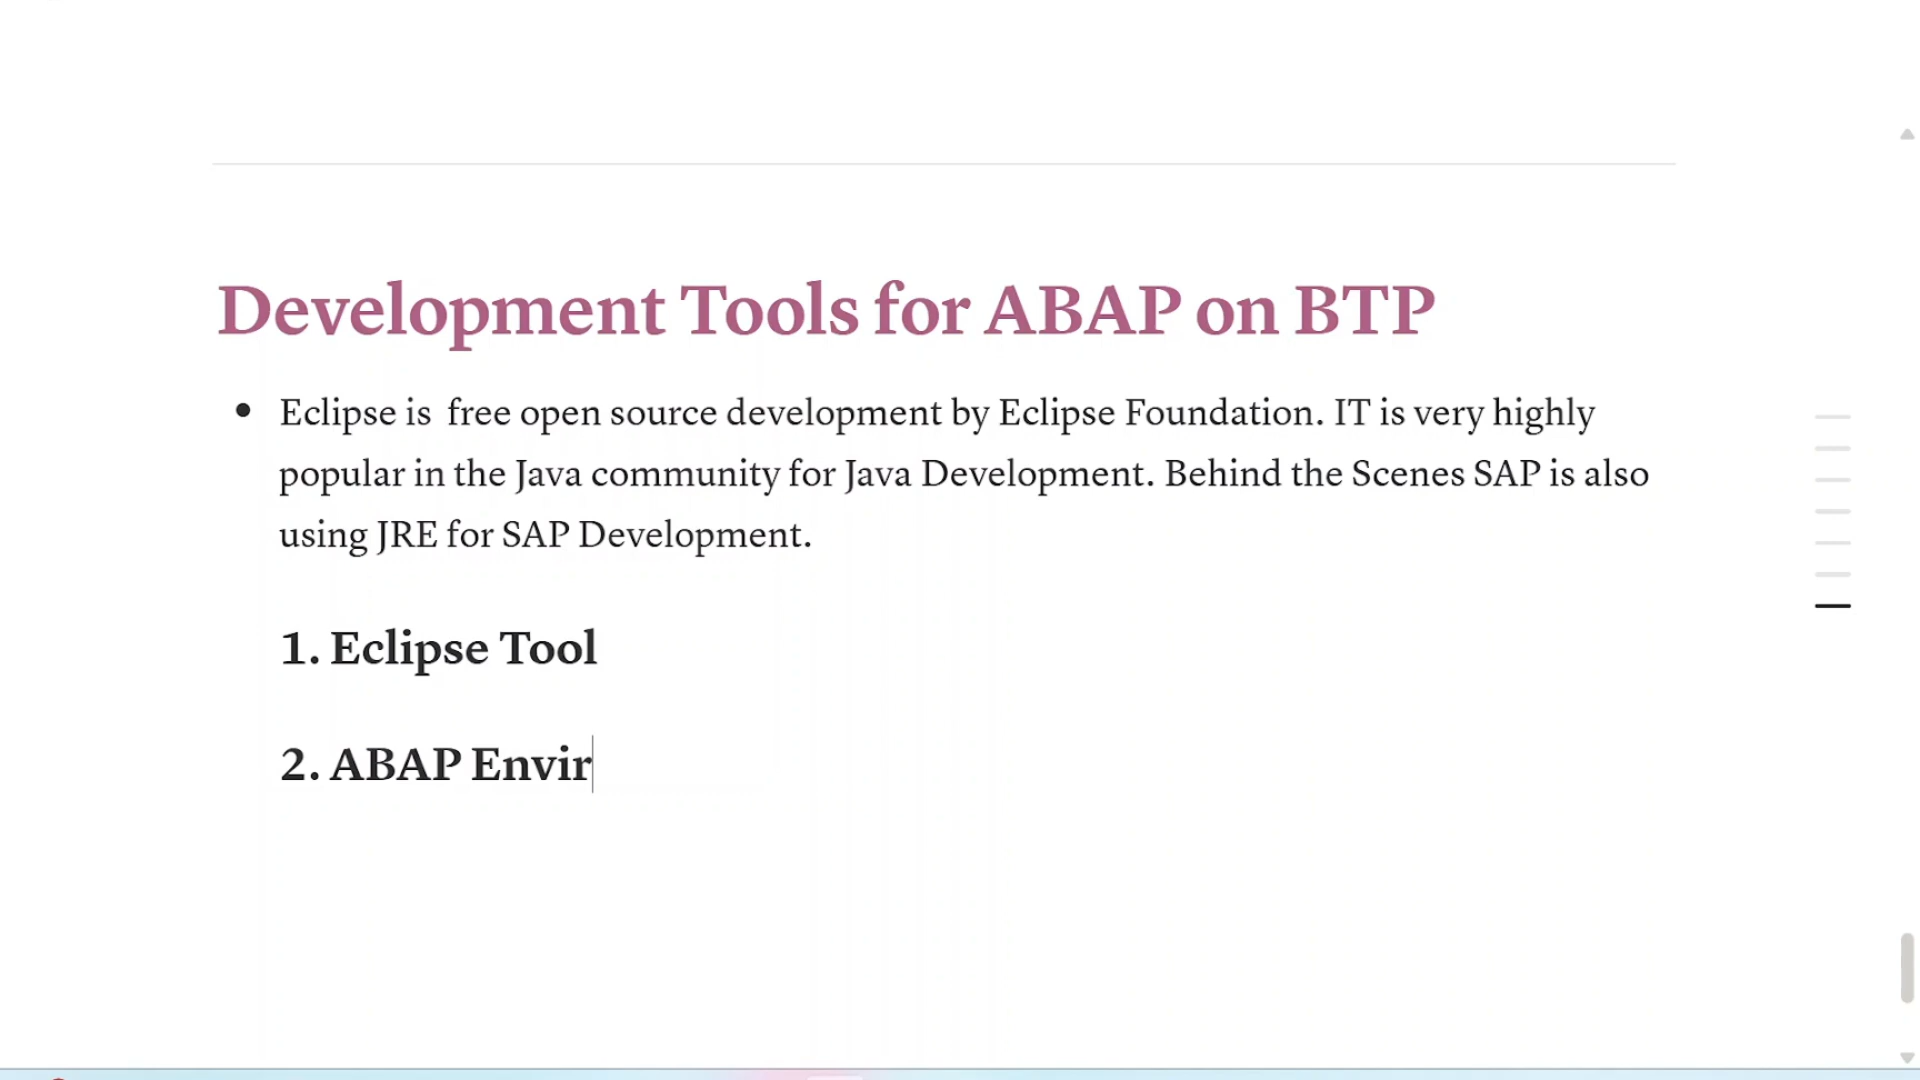 Development Tools for ABAP on BTP
• Eclipse is  free open source development by Eclipse Foundation. IT is very highly
popular in the Java community for Java Development. Behind the Scenes SAP is also
using JRE for SAP Development.
1. Eclipse Tool
2. ABAP Envir